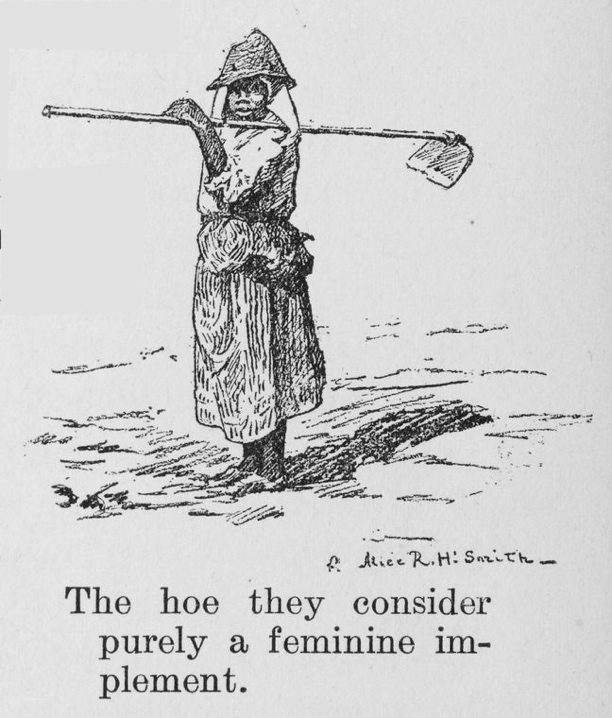 Alice R. H. Smith
The hoe they consider
purely a feminine im-
plement.